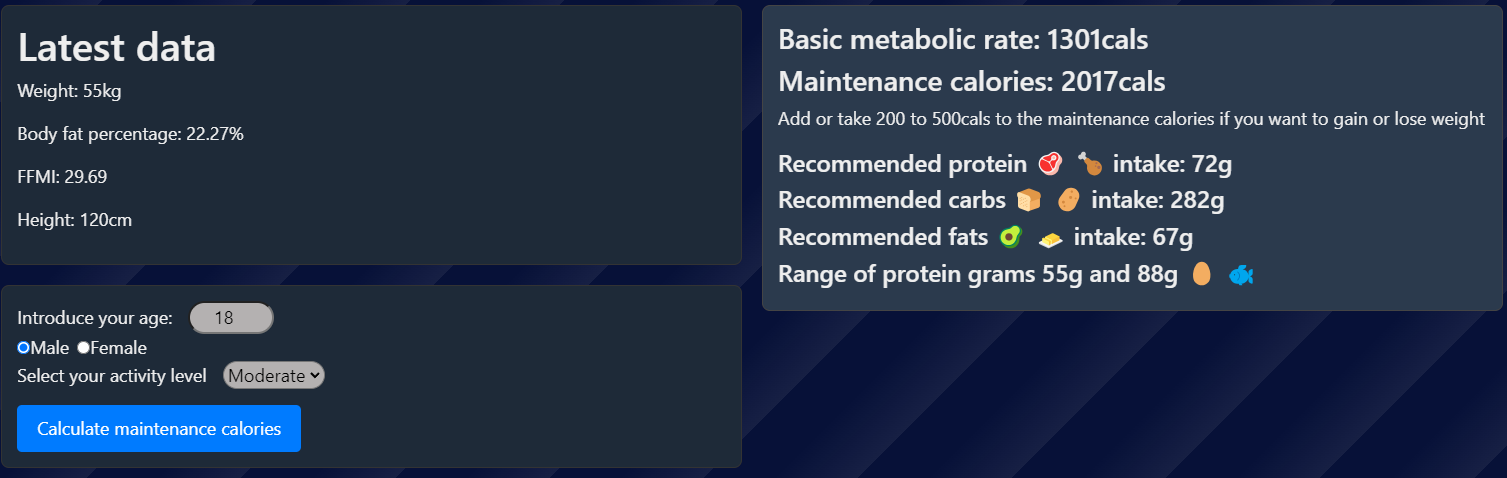 Latest data
Weight: 55kg
Body fat percentage: 22.27%
FFMI: 29.69
Height: 120cm
Introduce your age: 18
Male Female
Select your activity level Moderate
Calculate maintenance calories
Basic metabolic rate: 1301cals
Maintenance calories: 2017cals
Add or take 200 to 500cals to the maintenance calories if you want to gain or lose weight
Recommended protein 🥩 🍗 intake: 72g
Recommended carbs 🍞 🥔 intake: 282g
Recommended fats 🥑 🧈 intake: 67g
Range of protein grams 55g and 88g 🥚 🐟